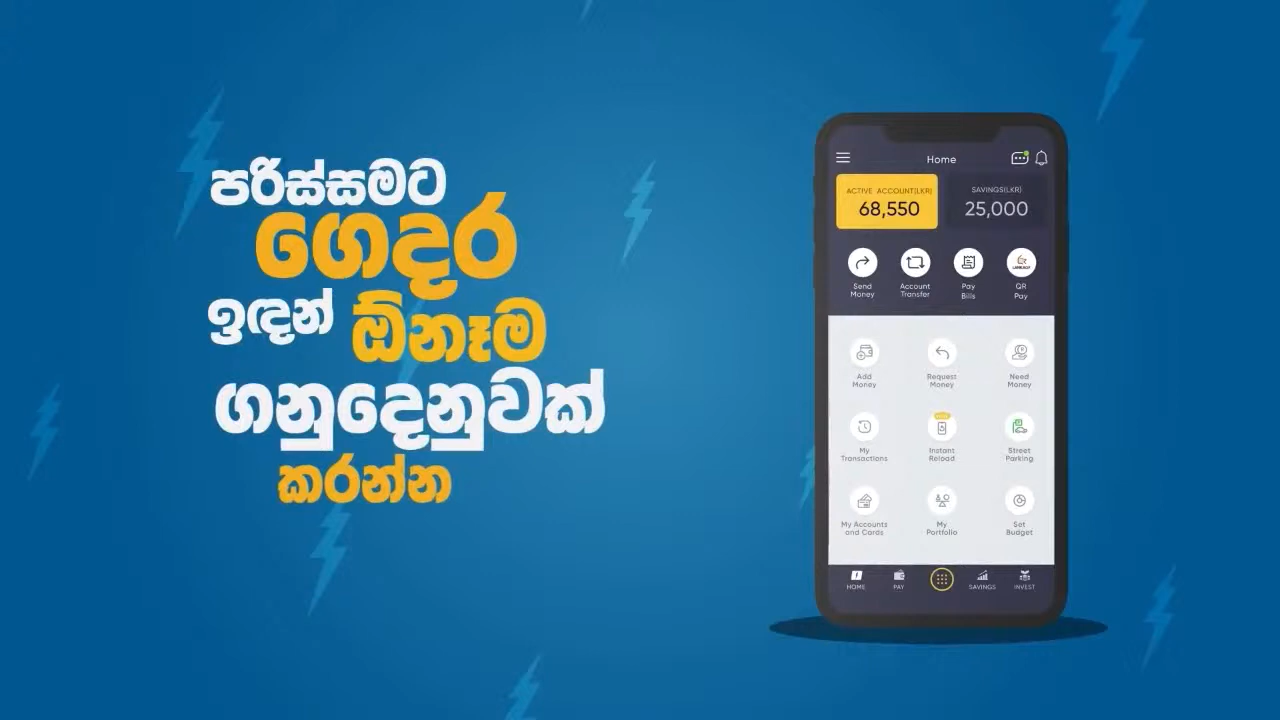 පරිස්සමට
ගෙදර
ඉඳන් ඕනෑම
ගනුදෙනුවක්
කරන්න
Home
ACTIVE ACCOUNT(LKR) SAVINGS(LKR)
68,550 25,000
Send Account Pay QR
Money Transfer Bills Pay
Add Request Need
Money Money Money
My Instant Street
Transactions Reload Parking
My Accounts My Set
and Cards Portfolio Budget
HOME PAY SAVINGS INVEST